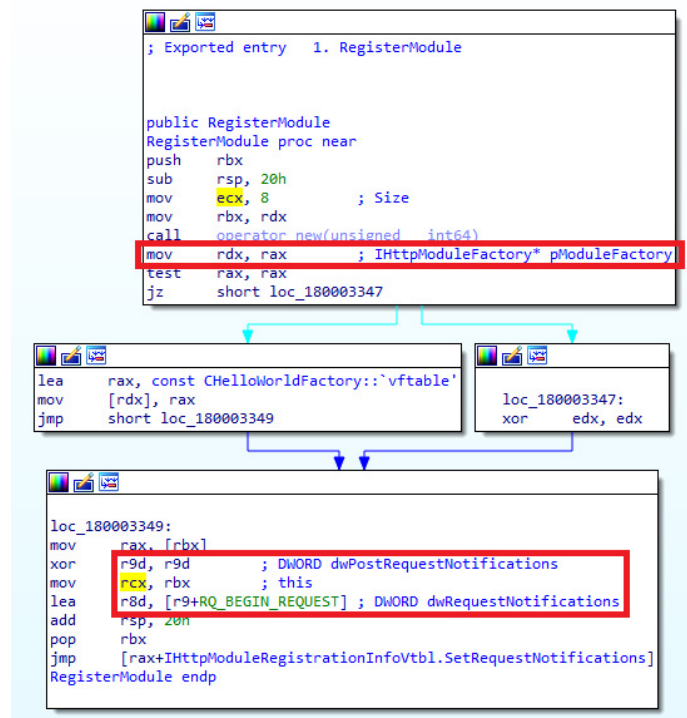 ; Exported entry   1. RegisterModule
public RegisterModule
RegisterModule proc near
push    rbx
sub     rsp, 20h
mov     ecx, 8          ; Size
mov     rbx, rdx
call    operator new(unsigned __int64)
mov     rdx, rax        ; IHttpModuleFactory* pModuleFactory
test    rax, rax
jz      short loc_180003347
lea     rax, const CHelloWorldFactory::`vftable'
mov     [rdx], rax
jmp     short loc_180003349
loc_180003347:
xor     edx, edx
loc_180003349:
mov     rax, [rbx]
xor     r9d, r9d        ; DWORD dwPostRequestNotifications
mov     rcx, rbx        ; this
lea     r8d, [r9+RQ_BEGIN_REQUEST] ; DWORD dwRequestNotifications
add     rsp, 20h
pop     rbx
jmp     [rax+IHttpModuleRegistrationInfoVtbl.SetRequestNotifications]
RegisterModule endp